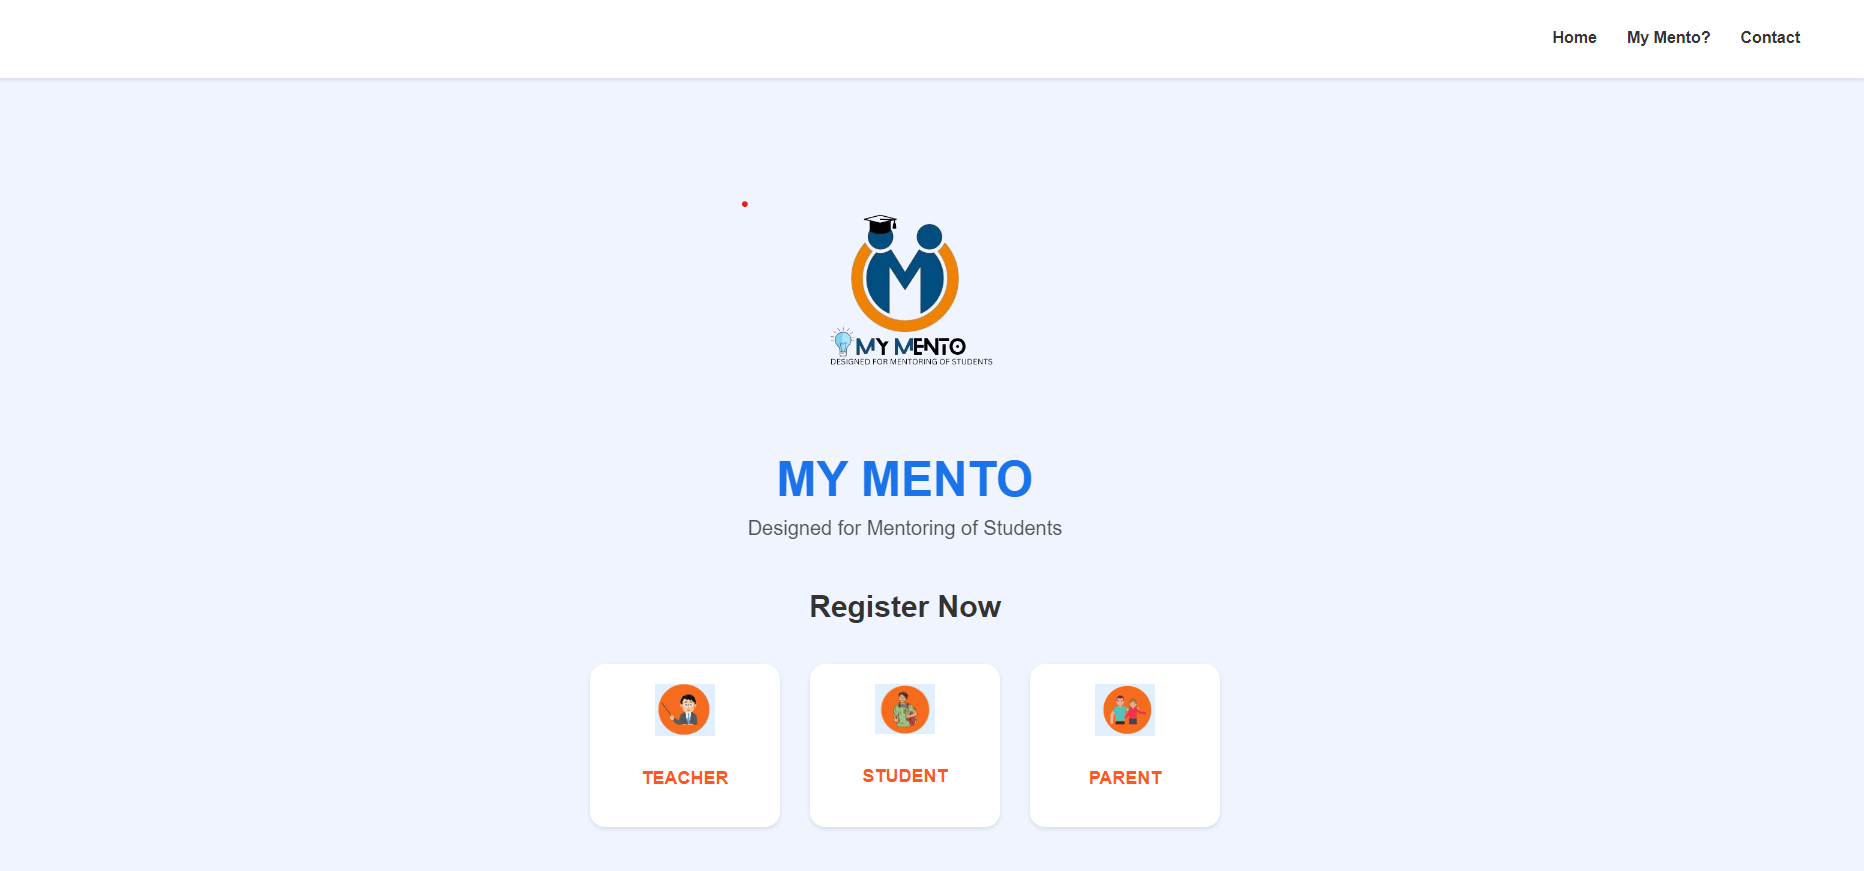 Home My Mento? Contact
MY MENTO
DESIGNED FOR MENTORING OF STUDENTS
MY MENTO
Designed for Mentoring of Students
Register Now
TEACHER STUDENT PARENT